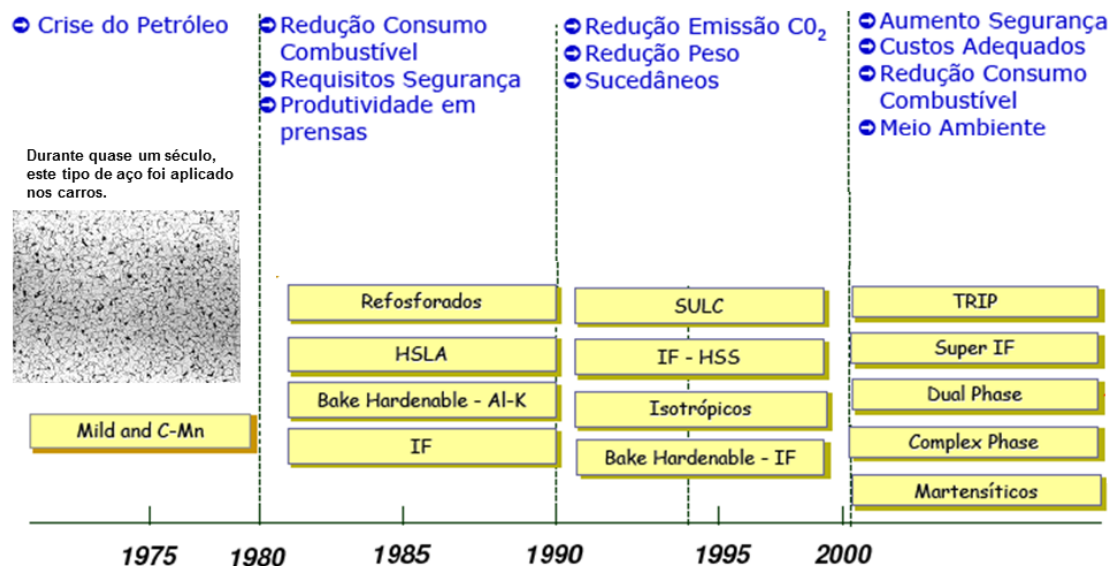 Crise do Petróleo
Redução Consumo
Combustível
Requisitos Segurança
Produtividade em
prensas
Redução Emissão C0₂
Redução Peso
Sucedâneos
Aumento Segurança
Custos Adequados
Redução Consumo
Combustível
Meio Ambiente
Durante quase um século,
este tipo de aço foi aplicado
nos carros.
Mild and C-Mn
Refosforados
HSLA
Bake Hardenable - Al-K
IF
SULC
IF - HSS
Isotrópicos
Bake Hardenable - IF
TRIP
Super IF
Dual Phase
Complex Phase
Martensíticos
1975 1980 1985 1990 1995 2000